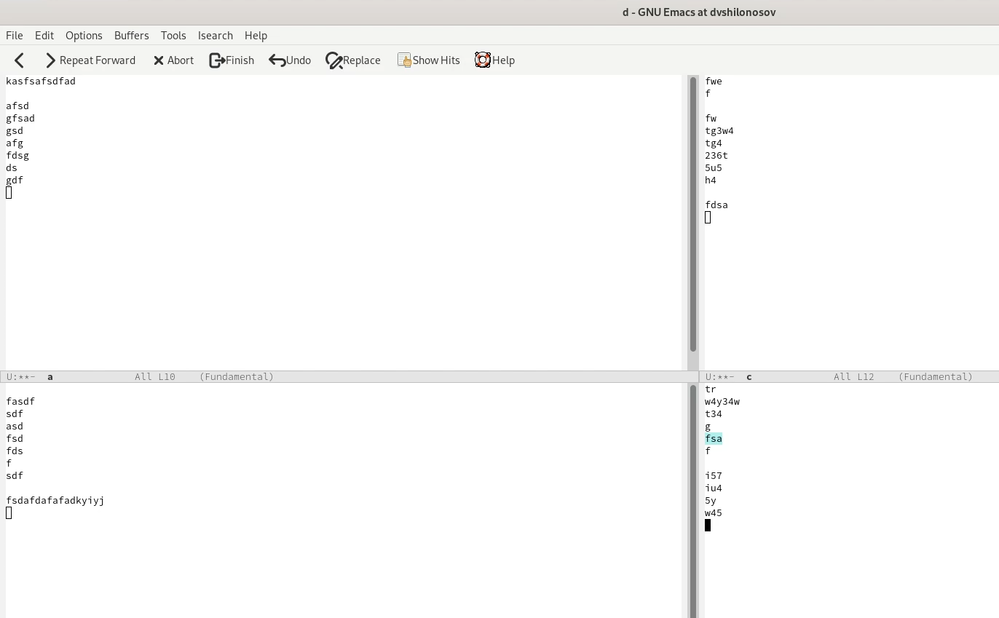 d - GNU Emacs at dvshilonosov
File Edit Options Buffers Tools Isearch Help
Repeat Forward Abort Finish Undo Replace Show Hits Help
kasfsafsdfad
afsd
gfsad
gsd
afg
fdsg
ds
gdf
U:**- a All L10 (Fundamental)
fasdf
sdf
asd
fsd
fds
f
sdf
fsdafdafafadkyiyj
fwe
f
fw
tg3w4
tg4
236t
5u5
h4
fdsa
U:**- c All L12 (Fundamental)
tr
w4y34w
t34
g
fsa
f
i57
iu4
5y
w45